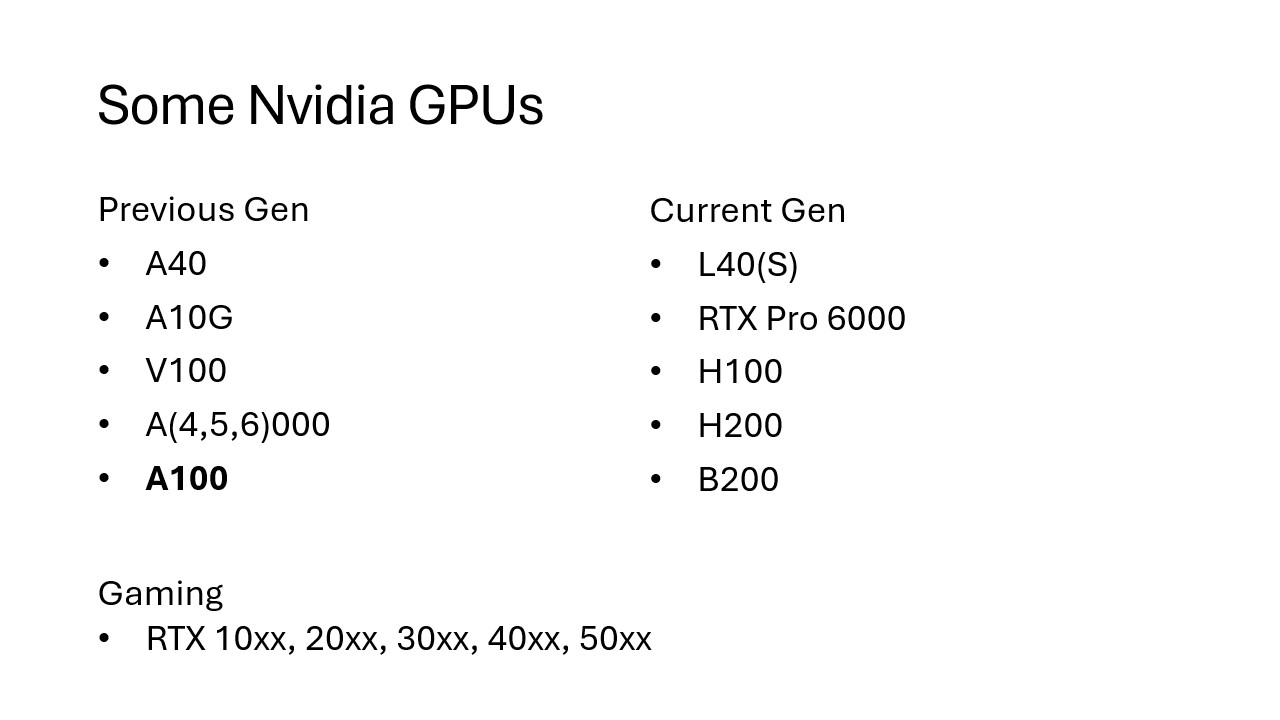 Some Nvidia GPUs
Previous Gen
• A40
• A10G
• V100
• A(4,5,6)000
• A100
Current Gen
• L40(S)
• RTX Pro 6000
• H100
• H200
• B200
Gaming
• RTX 10xx, 20xx, 30xx, 40xx, 50xx